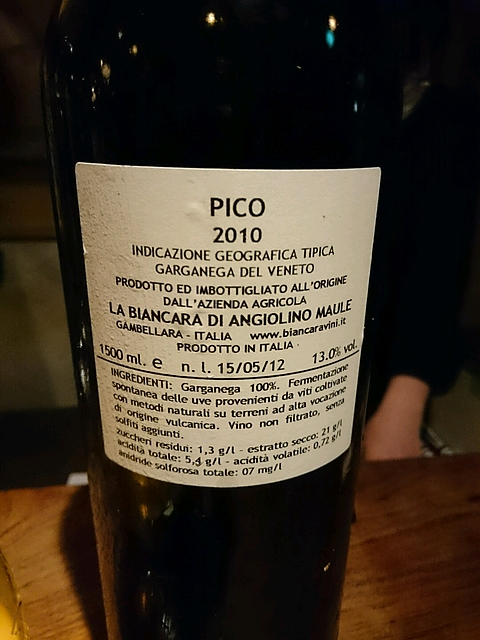 PICO
2010
INDICAZIONE GEOGRAFICA TIPICA
GARGANEGA DEL VENETO
PRODOTTO ED IMBOTTIGLIATO ALL'ORIGINE
DALL'AZIENDA AGRICOLA
LA BIANCARA DI ANGIOLINO MAULE
GAMBELLARA - ITALIA www.biancaravini.it
PRODOTTO IN ITALIA
1500 ml. e n. l. 15/05/12 13.0% vol.
INGREDIENTI: Garganega 100%. Fermentazione
spontanea delle uve provenienti da viti coltivate
con metodi naturali su terreni ad alta vocazione
di origine vulcanica. Vino non filtrato, senza
solfiti aggiunti.
zuccheri residui: 1,3 g/l - estratto secco: 21 g/l
acidità totale: 5,4 g/l - acidità volatile: 0,72 g/l
anidride solforosa totale: 07 mg/l